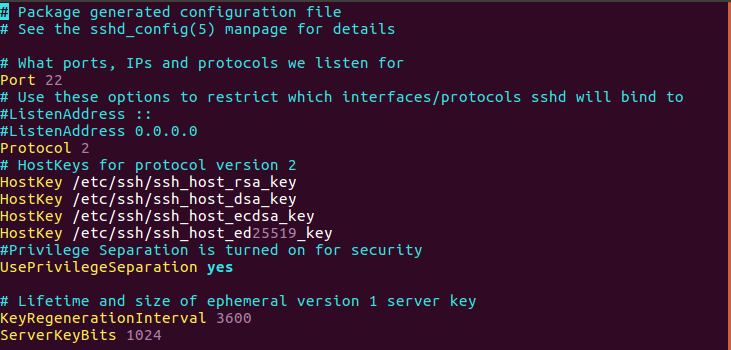 # Package generated configuration file
# See the sshd_config(5) manpage for details
# What ports, IPs and protocols we listen for
Port 22
# Use these options to restrict which interfaces/protocols sshd will bind to
#ListenAddress ::
#ListenAddress 0.0.0.0
Protocol 2
# HostKeys for protocol version 2
HostKey /etc/ssh/ssh_host_rsa_key
HostKey /etc/ssh/ssh_host_dsa_key
HostKey /etc/ssh/ssh_host_ecdsa_key
HostKey /etc/ssh/ssh_host_ed25519_key
#Privilege Separation is turned on for security
UsePrivilegeSeparation yes
# Lifetime and size of ephemeral version 1 server key
KeyRegenerationInterval 3600
ServerKeyBits 1024